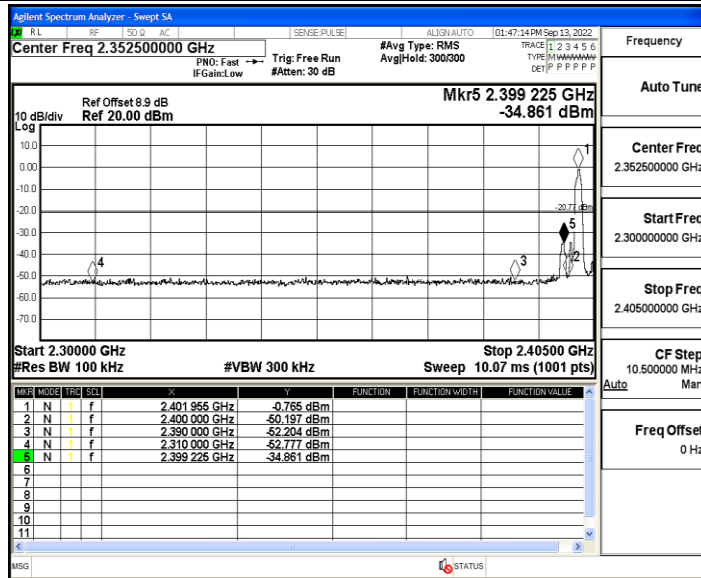 Agilent Spectrum Analyzer - Swept SA
RL RF 50 Ω AC SENSE:PULSE ALIGN AUTO 01:47:14 PM Sep 13, 2022
Center Freq 2.352500000 GHz #Avg Type: RMS TRACE 1 2 3 4 5 6
PNO: Fast Trig: Free Run Avg|Hold: 300/300 TYPE MWWWWW
IFGain:Low #Atten: 30 dB DET P P P P P P
Ref Offset 8.9 dB Mkr5 2.399 225 GHz
10 dB/div Ref 20.00 dBm -34.861 dBm
Log
10.0
0.00
-10.0
-20.0
-30.0
-40.0
-50.0
-60.0
-70.0
1
-20.77 dBm
5
4
3
2
Start 2.30000 GHz Stop 2.40500 GHz
#Res BW 100 kHz #VBW 300 kHz Sweep 10.07 ms (1001 pts)
MKR MODE TRC SCL X Y FUNCTION FUNCTION WIDTH FUNCTION VALUE
1 N 1 f 2.401 955 GHz -0.765 dBm
2 N 1 f 2.400 000 GHz -50.197 dBm
3 N 1 f 2.390 000 GHz -52.204 dBm
4 N 1 f 2.310 000 GHz -52.777 dBm
5 N 1 f 2.399 225 GHz -34.861 dBm
6
7
8
9
10
11
MSG STATUS
Frequency
Auto Tune
Center Freq
2.352500000 GHz
Start Freq
2.300000000 GHz
Stop Freq
2.405000000 GHz
CF Step
10.500000 MHz
Auto Man
Freq Offset
0 Hz